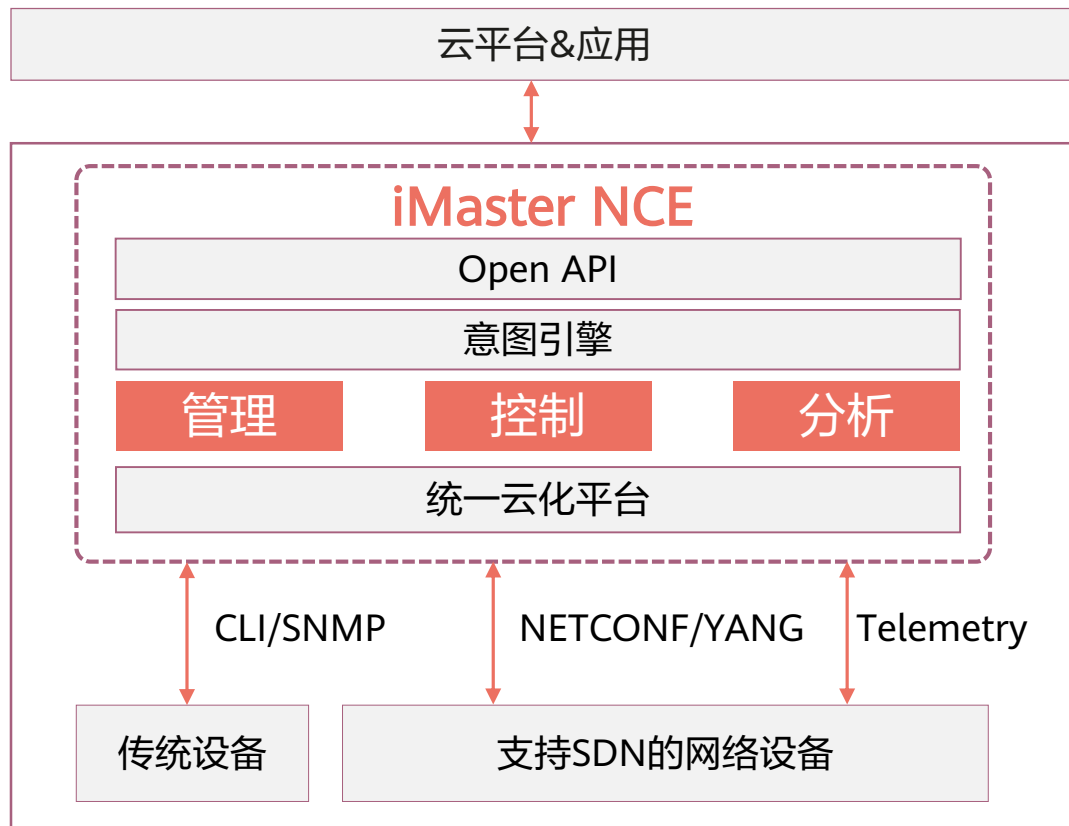 云平台&应用
iMaster NCE
Open API
意图引擎
管理 控制 分析
统一云化平台
CLI/SNMP NETCONF/YANG Telemetry
传统设备 支持SDN的网络设备